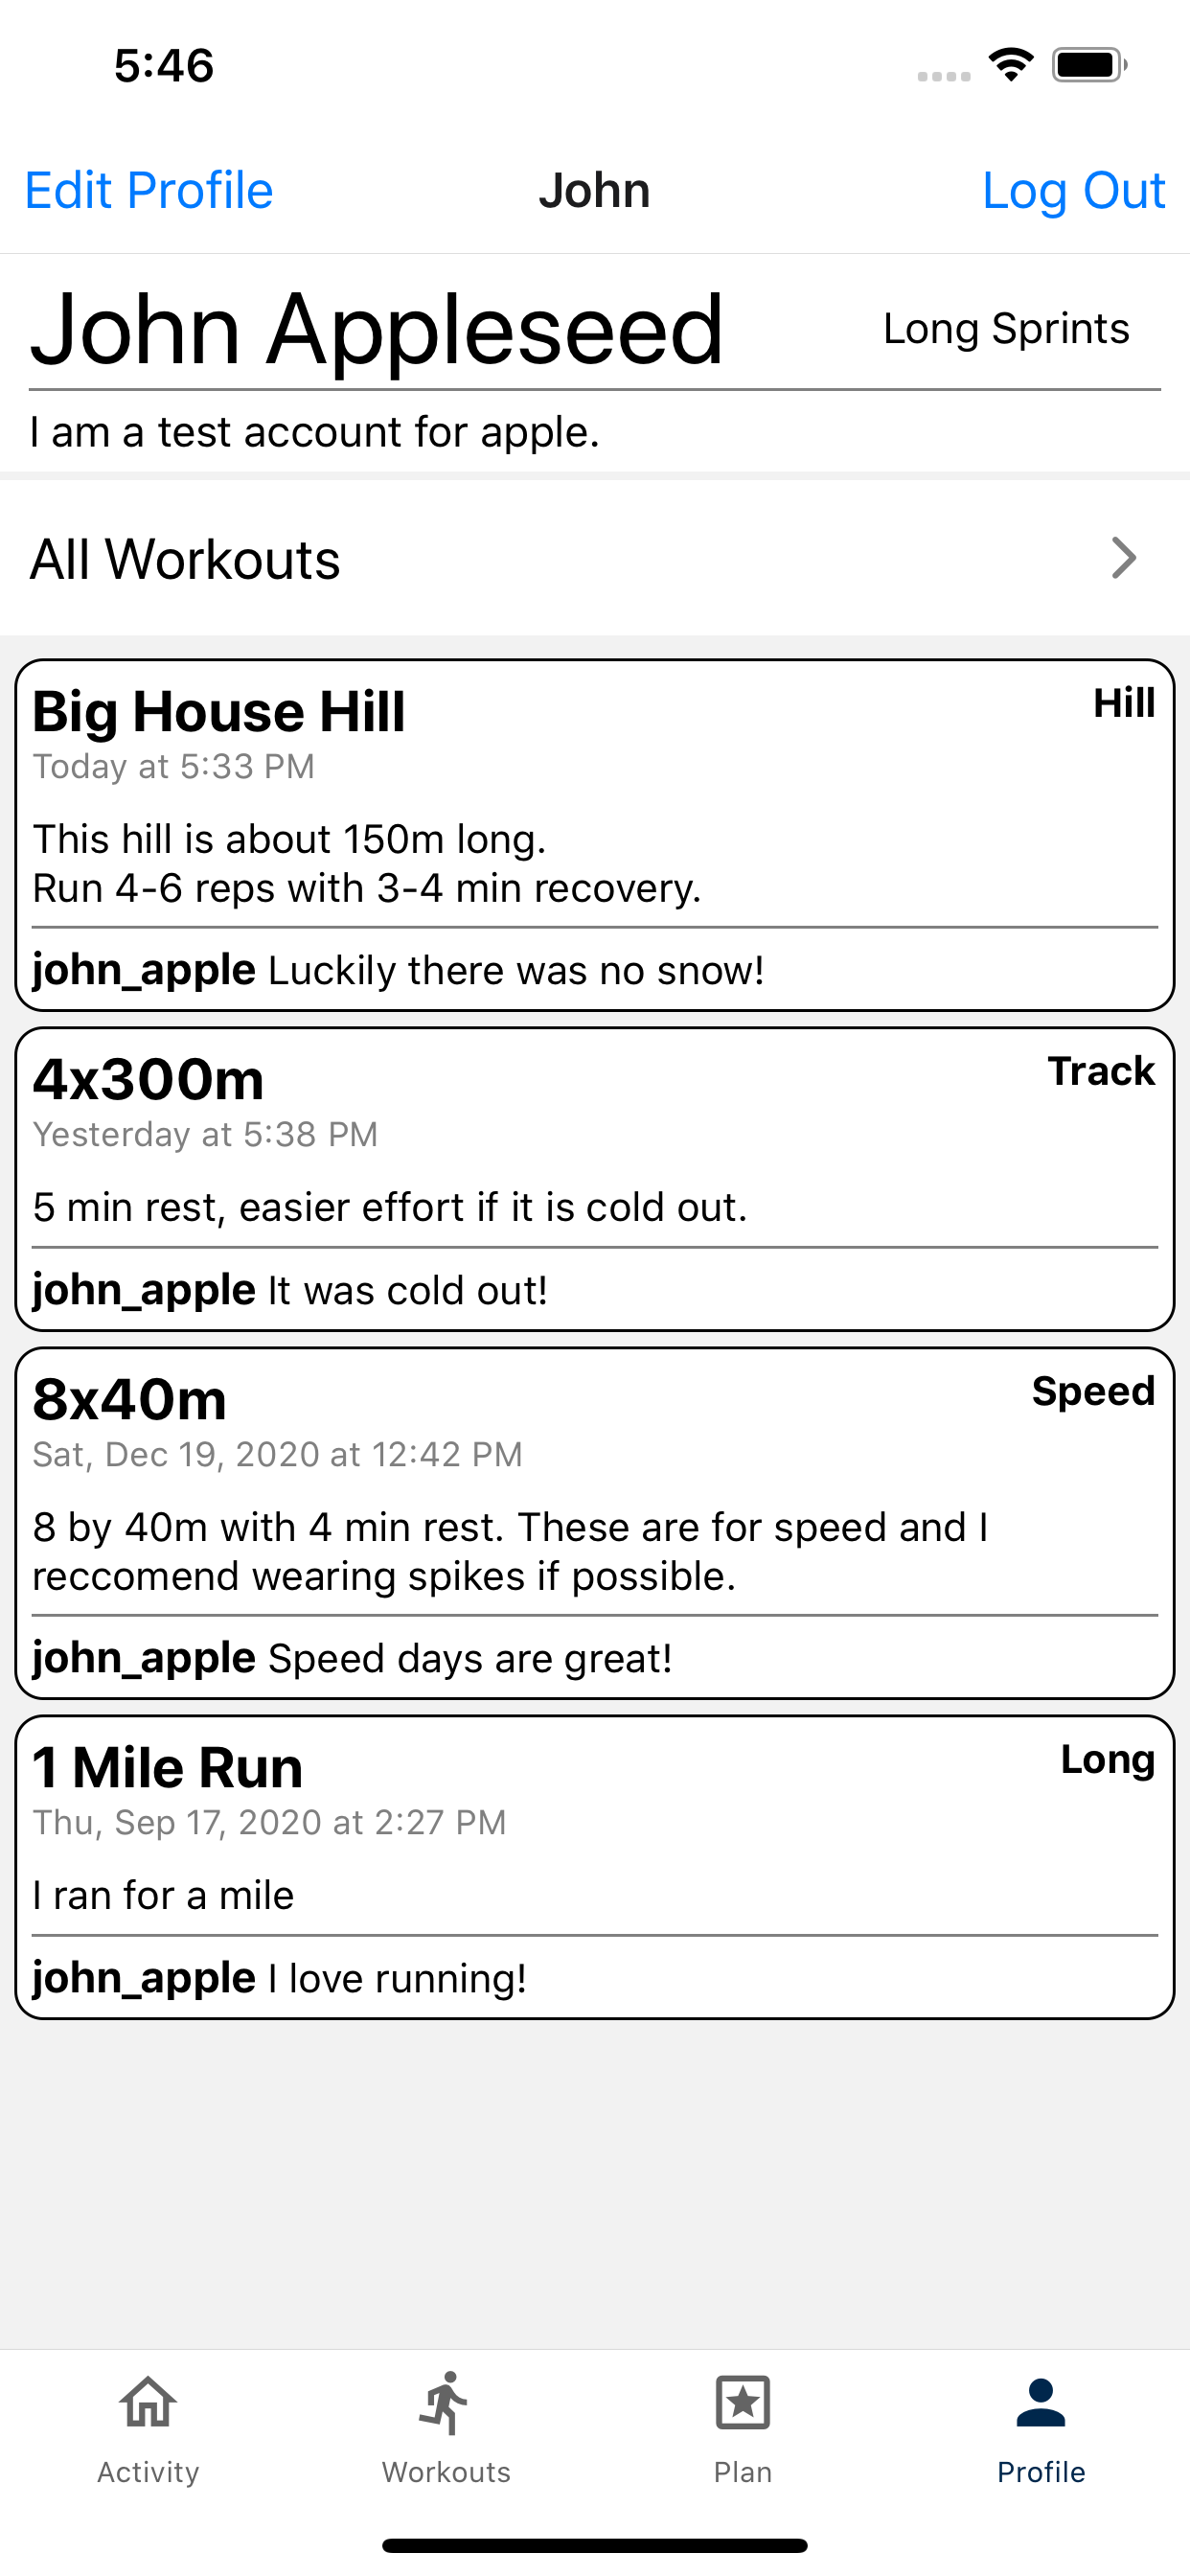 5:46
Edit Profile John Log Out
John Appleseed Long Sprints
I am a test account for apple.
All Workouts
Big House Hill Hill
Today at 5:33 PM
This hill is about 150m long.
Run 4-6 reps with 3-4 min recovery.
john_apple Luckily there was no snow!
4x300m Track
Yesterday at 5:38 PM
5 min rest, easier effort if it is cold out.
john_apple It was cold out!
8x40m Speed
Sat, Dec 19, 2020 at 12:42 PM
8 by 40m with 4 min rest. These are for speed and I
reccomend wearing spikes if possible.
john_apple Speed days are great!
1 Mile Run Long
Thu, Sep 17, 2020 at 2:27 PM
I ran for a mile
john_apple I love running!
Activity Workouts Plan Profile